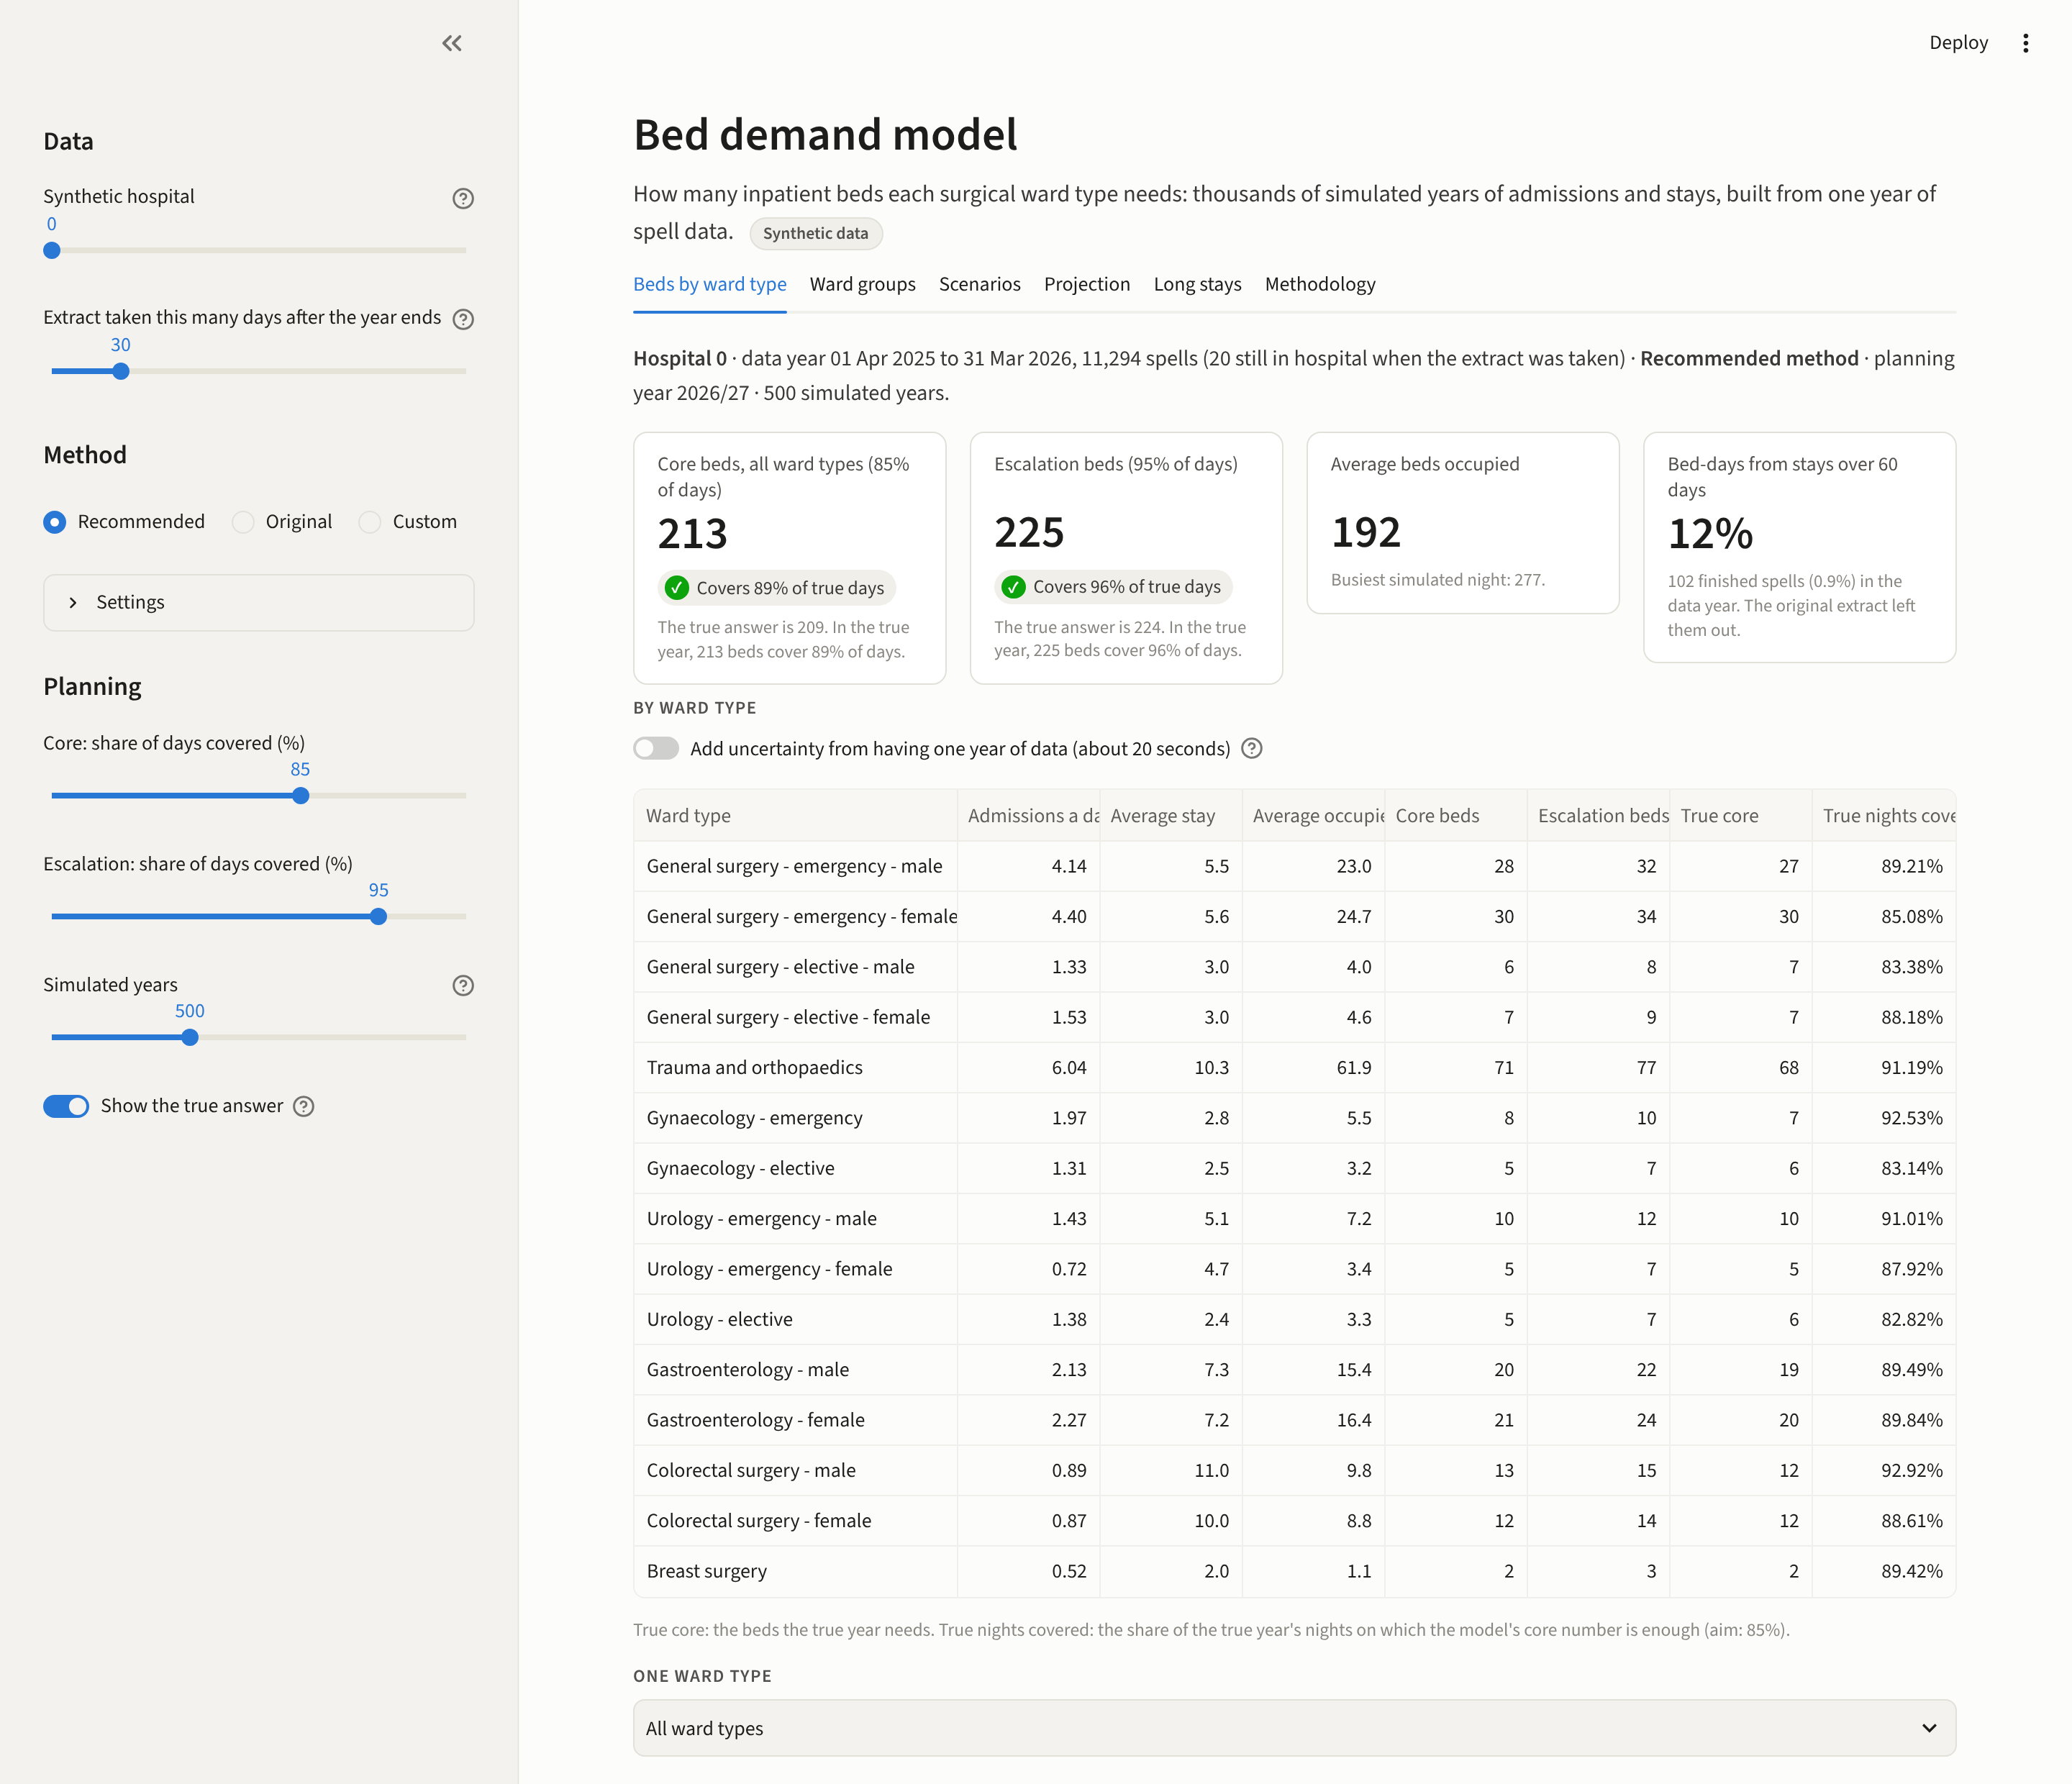 Deploy
Data
Synthetic hospital
0
Extract taken this many days after the year ends
30
Method
Recommended Original Custom
Settings
Planning
Core: share of days covered (%)
85
Escalation: share of days covered (%)
95
Simulated years
500
Show the true answer
Bed demand model
How many inpatient beds each surgical ward type needs: thousands of simulated years of admissions and stays, built from one year of
spell data. Synthetic data
Beds by ward type Ward groups Scenarios Projection Long stays Methodology
Hospital 0 · data year 01 Apr 2025 to 31 Mar 2026, 11,294 spells (20 still in hospital when the extract was taken) · Recommended method · planning
year 2026/27 · 500 simulated years.
Core beds, all ward types (85%
of days)
213
Covers 89% of true days
The true answer is 209. In the true
year, 213 beds cover 89% of days.
Escalation beds (95% of days)
225
Covers 96% of true days
The true answer is 224. In the true
year, 225 beds cover 96% of days.
Average beds occupied
192
Busiest simulated night: 277.
Bed-days from stays over 60
days
12%
102 finished spells (0.9%) in the
data year. The original extract left
them out.
BY WARD TYPE
Add uncertainty from having one year of data (about 20 seconds)
Ward type Admissions a da Average stay Average occupie Core beds Escalation beds True core True nights cove
General surgery - emergency - male 4.14 5.5 23.0 28 32 27 89.21%
General surgery - emergency - female 4.40 5.6 24.7 30 34 30 85.08%
General surgery - elective - male 1.33 3.0 4.0 6 8 7 83.38%
General surgery - elective - female 1.53 3.0 4.6 7 9 7 88.18%
Trauma and orthopaedics 6.04 10.3 61.9 71 77 68 91.19%
Gynaecology - emergency 1.97 2.8 5.5 8 10 7 92.53%
Gynaecology - elective 1.31 2.5 3.2 5 7 6 83.14%
Urology - emergency - male 1.43 5.1 7.2 10 12 10 91.01%
Urology - emergency - female 0.72 4.7 3.4 5 7 5 87.92%
Urology - elective 1.38 2.4 3.3 5 7 6 82.82%
Gastroenterology - male 2.13 7.3 15.4 20 22 19 89.49%
Gastroenterology - female 2.27 7.2 16.4 21 24 20 89.84%
Colorectal surgery - male 0.89 11.0 9.8 13 15 12 92.92%
Colorectal surgery - female 0.87 10.0 8.8 12 14 12 88.61%
Breast surgery 0.52 2.0 1.1 2 3 2 89.42%
True core: the beds the true year needs. True nights covered: the share of the true year's nights on which the model's core number is enough (aim: 85%).
ONE WARD TYPE
All ward types